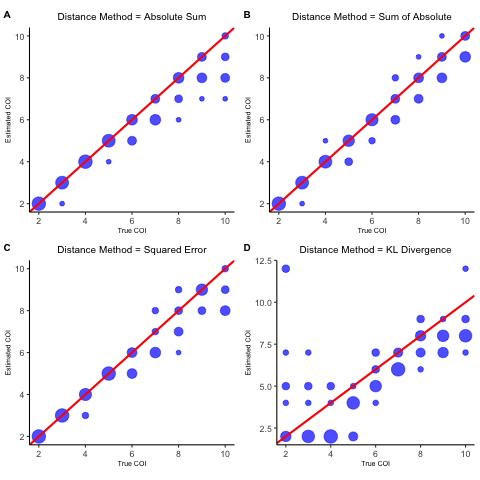 A
Distance Method = Absolute Sum
10
8
6
4
2
Estimated COI
2 4 6 8 10
True COI
B
Distance Method = Sum of Absolute
10
8
6
4
2
Estimated COI
2 4 6 8 10
True COI
C
Distance Method = Squared Error
10
8
6
4
2
Estimated COI
2 4 6 8 10
True COI
D
Distance Method = KL Divergence
12.5
10.0
7.5
5.0
2.5
Estimated COI
2 4 6 8 10
True COI